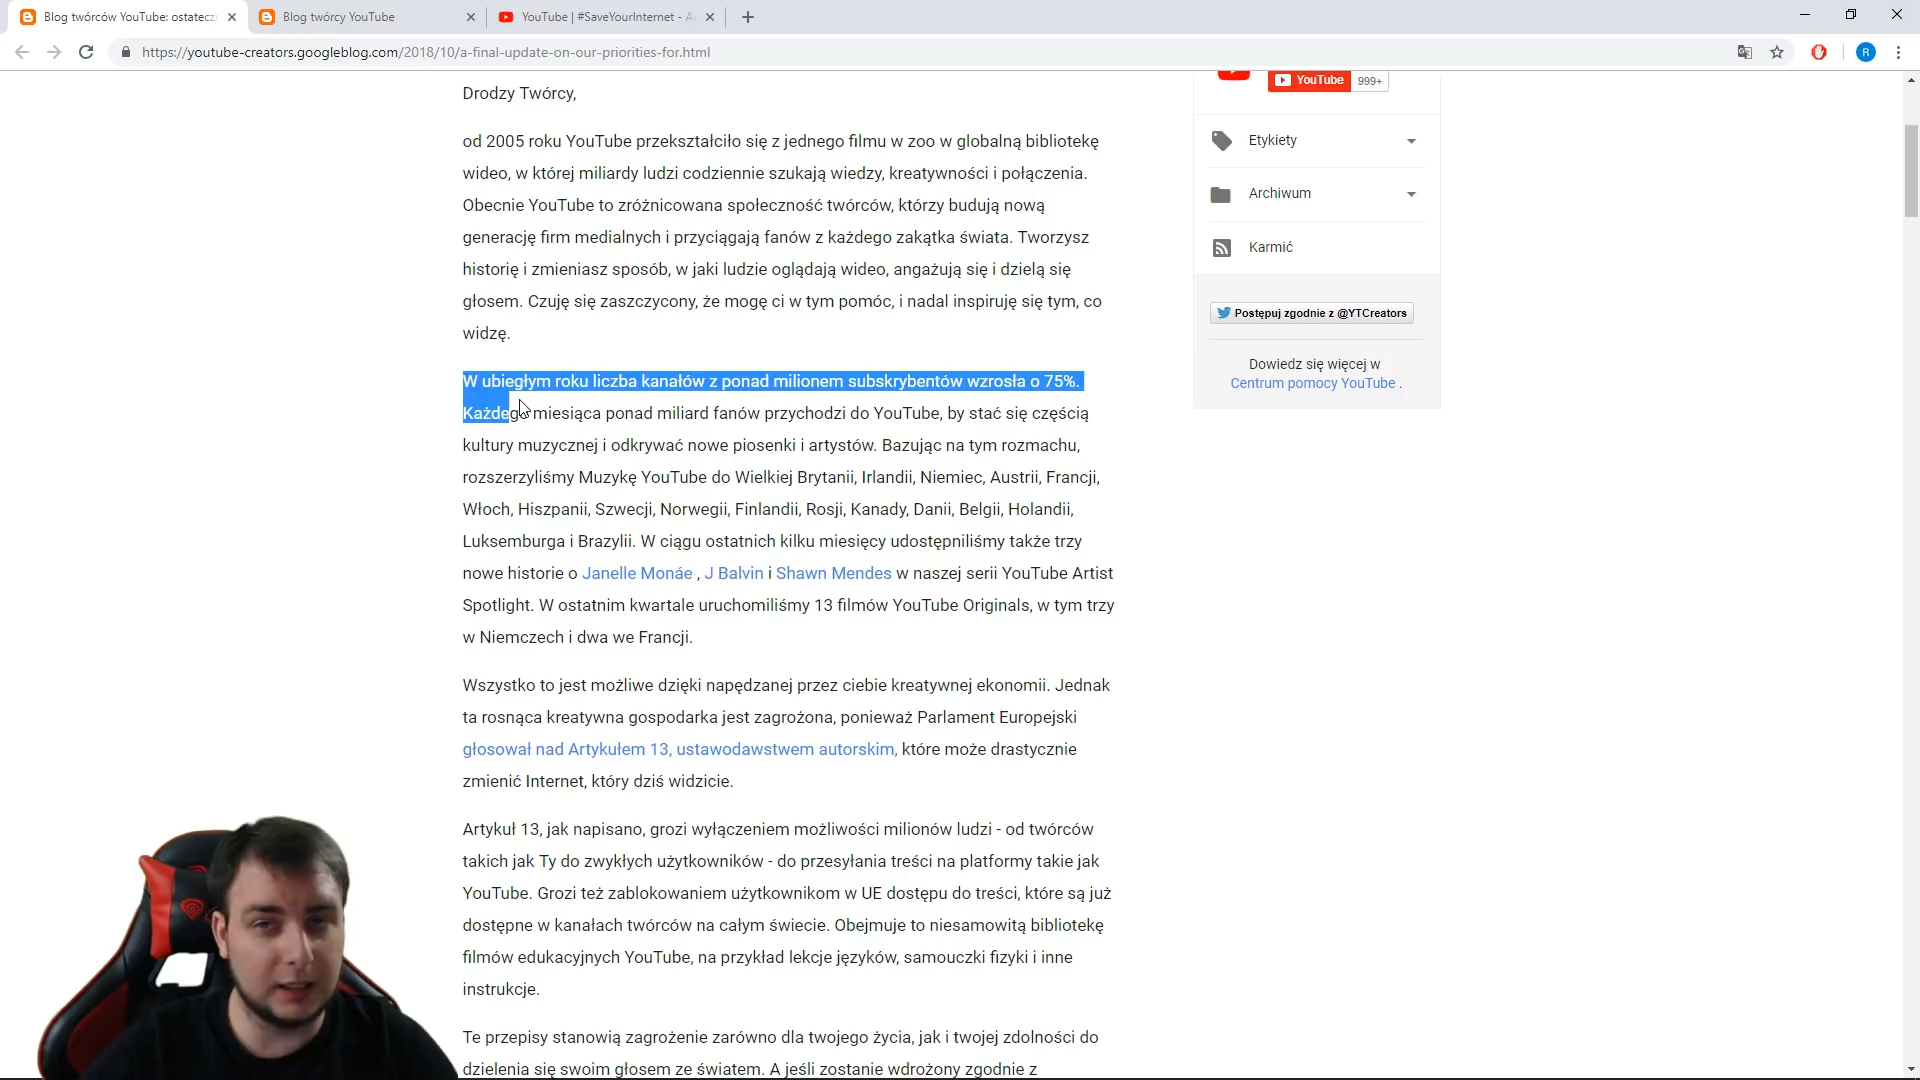 Blog twórców YouTube: ostatecz
Blog twórcy YouTube
YouTube | #SaveYourInternet -
https://youtube-creators.googleblog.com/2018/10/a-final-update-on-our-priorities-for.html
R
Drodzy Twórcy,
od 2005 roku YouTube przekształciło się z jednego filmu w zoo w globalną bibliotekę
wideo, w której miliardy ludzi codziennie szukają wiedzy, kreatywności i połączenia.
Obecnie YouTube to zróżnicowana społeczność twórców, którzy budują nową
generację firm medialnych i przyciągają fanów z każdego zakątka świata. Tworzysz
historię i zmieniasz sposób, w jaki ludzie oglądają wideo, angażują się i dzielą się
głosem. Czuję się zaszczycony, że mogę ci w tym pomóc, i nadal inspiruję się tym, co
widzę.
W ubiegłym roku liczba kanałów z ponad milionem subskrybentów wzrosła o 75%.
Każdego miesiąca ponad miliard fanów przychodzi do YouTube, by stać się częścią
kultury muzycznej i odkrywać nowe piosenki i artystów. Bazując na tym rozmachu,
rozszerzyliśmy Muzykę YouTube do Wielkiej Brytanii, Irlandii, Niemiec, Austrii, Francji,
Włoch, Hiszpanii, Szwecji, Norwegii, Finlandii, Rosji, Kanady, Danii, Belgii, Holandii,
Luksemburga i Brazylii. W ciągu ostatnich kilku miesięcy udostępniliśmy także trzy
nowe historie o Janelle Monáe , J Balvin i Shawn Mendes w naszej serii YouTube Artist
Spotlight. W ostatnim kwartale uruchomiliśmy 13 filmów YouTube Originals, w tym trzy
w Niemczech i dwa we Francji.
Wszystko to jest możliwe dzięki napędzanej przez ciebie kreatywnej ekonomii. Jednak
ta rosnąca kreatywna gospodarka jest zagrożona, ponieważ Parlament Europejski
głosował nad Artykułem 13, ustawodawstwem autorskim, które może drastycznie
zmienić Internet, który dziś widzicie.
Artykuł 13, jak napisano, grozi wyłączeniem możliwości milionów ludzi - od twórców
takich jak Ty do zwykłych użytkowników - do przesyłania treści na platformy takie jak
YouTube. Grozi też zablokowaniem użytkownikom w UE dostępu do treści, które są już
dostępne w kanałach twórców na całym świecie. Obejmuje to niesamowitą bibliotekę
filmów edukacyjnych YouTube, na przykład lekcje języków, samouczki fizyki i inne
instrukcje.
Te przepisy stanowią zagrożenie zarówno dla twojego życia, jak i twojej zdolności do
dzielenia się swoim głosem ze światem. A jeśli zostanie wdrożony zgodnie z
YouTube 999+
Etykiety
Archiwum
Karmić
Postępuj zgodnie z @YTCreators
Dowiedz się więcej w
Centrum pomocy YouTube .